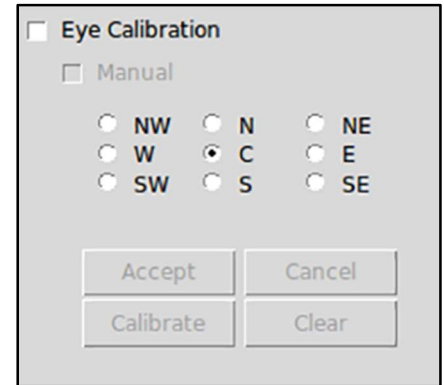 Eye Calibration
Manual
NW N NE
W C E
SW S SE
Accept Cancel
Calibrate Clear